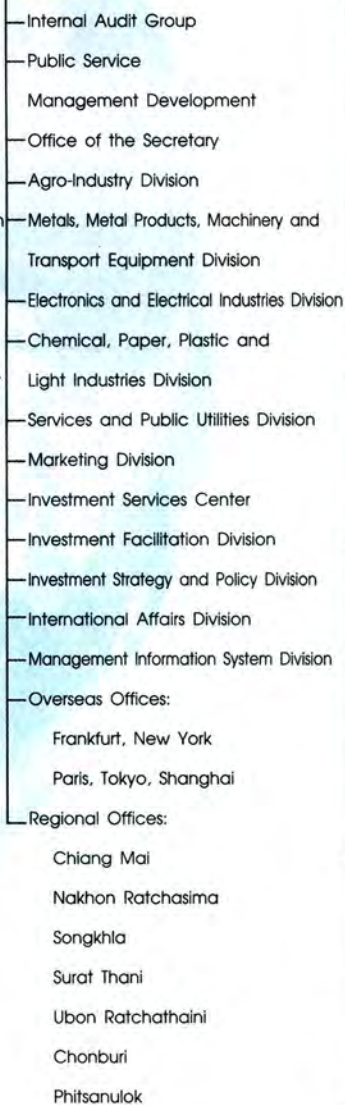 Internal Audit Group
Public Service
Management Development
Office of the Secretary
Agro-Industry Division
Metals, Metal Products, Machinery and
Transport Equipment Division
Electronics and Electrical Industries Division
Chemical, Paper, Plastic and
Light Industries Division
Services and Public Utilities Division
Marketing Division
Investment Services Center
Investment Facilitation Division
Investment Strategy and Policy Division
International Affairs Division
Management Information System Division
Overseas Offices:
Frankfurt, New York
Paris, Tokyo, Shanghai
Regional Offices:
Chiang Mai
Nakhon Ratchasima
Songkhla
Surat Thani
Ubon Ratchathaini
Chonburi
Phitsanulok